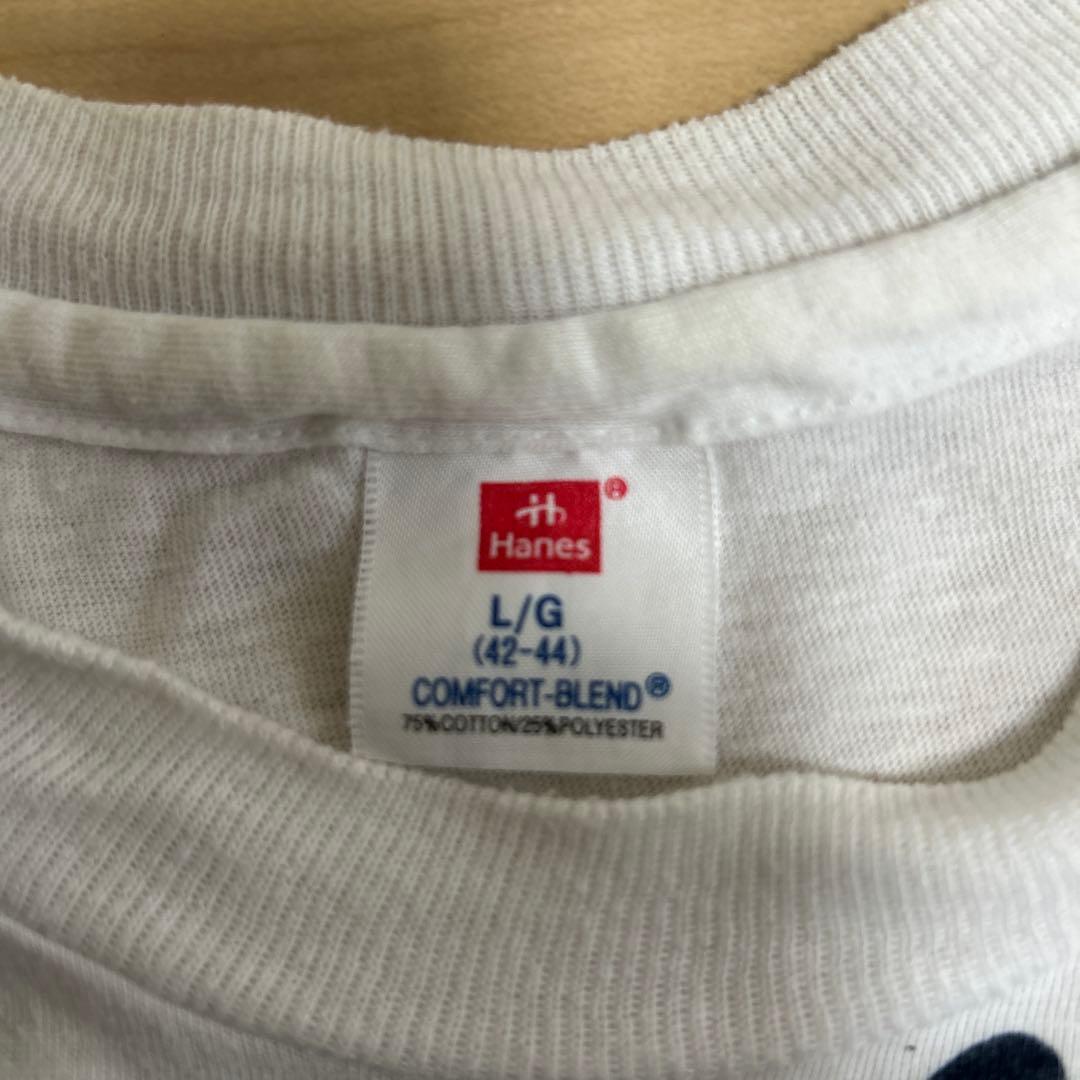 ®
Hanes
L/G
(42-44)
COMFORT-BLEND®
75%COTTON/25%POLYESTER